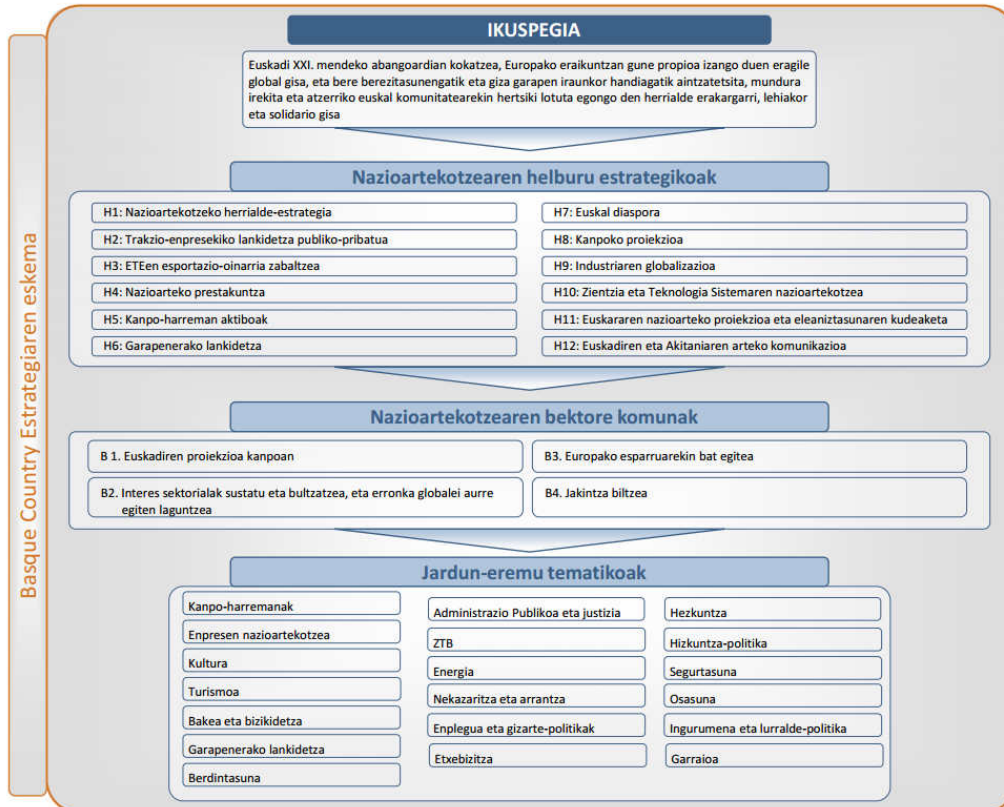 Basque Country Estrategiaren eskema
IKUSPEGIA
Euskadi XXI. mendeko abangoardian kokatzea, Europako eraikuntzan gune propioa izango duen eragile
global gisa, eta bere berezitasunengatik eta giza garapen iraunkor handiagatik aintzatetsita, mundura
irekita eta atzerriko euskal komunitatearekin hertsiki lotuta egongo den herrialde erakargarri, lehiakor
eta solidario gisa
Nazioartekotzearen helburu estrategikoak
H1: Nazioartekotzeko herrialde-estrategia
H2: Trakzio-enpresekiko lankidetza publiko-pribatua
H3: ETEen esportazio-oinarria zabaltzea
H4: Nazioarteko prestakuntza
H5: Kanpo-harreman aktiboak
H6: Garapenerako lankidetza
H7: Euskal diaspora
H8: Kanpoko proiekzioa
H9: Industriaren globalizazioa
H10: Zientzia eta Teknologia Sistemaren nazioartekotzea
H11: Euskararen nazioarteko proiekzioa eta eleaniztasunaren kudeaketa
H12: Euskadiren eta Akitaniaren arteko komunikazioa
Nazioartekotzearen bektore komunak
B 1. Euskadiren proiekzioa kanpoan
B2. Interes sektorialak sustatu eta bultzatzea, eta erronka globalei aurre
egiten laguntzea
B3. Europako esparruarekin bat egitea
B4. Jakintza biltzea
Jardun-eremu tematikoak
Kanpo-harremanak
Enpresen nazioartekotzea
Kultura
Turismoa
Bakea eta bizikidetza
Garapenerako lankidetza
Berdintasuna
Administrazio Publikoa eta justizia
ZTB
Energia
Nekazaritza eta arrantza
Enplegua eta gizarte-politikak
Etxebizitza
Hezkuntza
Hizkuntza-politika
Segurtasuna
Osasuna
Ingurumena eta lurralde-politika
Garraioa